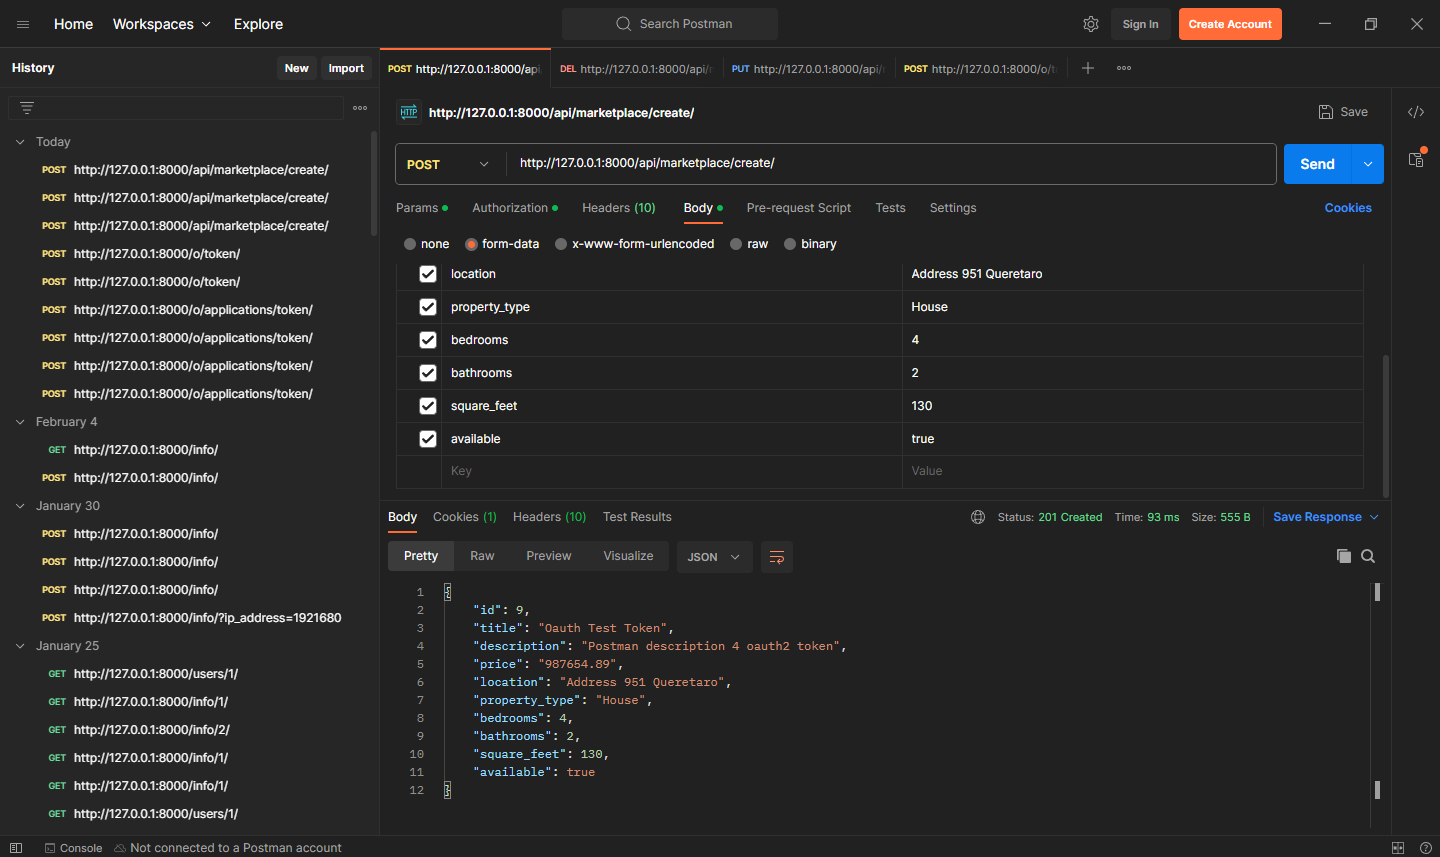 Home Workspaces Explore Search Postman Sign In Create Account
History New Import
Today
POST http://127.0.0.1:8000/api/marketplace/create/
POST http://127.0.0.1:8000/api/marketplace/create/
POST http://127.0.0.1:8000/api/marketplace/create/
POST http://127.0.0.1:8000/o/token/
POST http://127.0.0.1:8000/o/token/
POST http://127.0.0.1:8000/o/applications/token/
POST http://127.0.0.1:8000/o/applications/token/
POST http://127.0.0.1:8000/o/applications/token/
POST http://127.0.0.1:8000/o/applications/token/
February 4
GET http://127.0.0.1:8000/info/
POST http://127.0.0.1:8000/info/
January 30
POST http://127.0.0.1:8000/info/
POST http://127.0.0.1:8000/info/
POST http://127.0.0.1:8000/info/
POST http://127.0.0.1:8000/info/?ip_address=1921680
January 25
GET http://127.0.0.1:8000/users/1/
GET http://127.0.0.1:8000/info/1/
GET http://127.0.0.1:8000/info/2/
GET http://127.0.0.1:8000/info/1/
GET http://127.0.0.1:8000/info/1/
GET http://127.0.0.1:8000/users/1/
POST http://127.0.0.1:8000/api DEL http://127.0.0.1:8000/api/ PUT http://127.0.0.1:8000/api/ POST http://127.0.0.1:8000/o/t
HTTP http://127.0.0.1:8000/api/marketplace/create/ Save
POST http://127.0.0.1:8000/api/marketplace/create/ Send
Params Authorization Headers (10) Body Pre-request Script Tests Settings Cookies
none form-data x-www-form-urlencoded raw binary
location Address 951 Queretaro
property_type House
bedrooms 4
bathrooms 2
square_feet 130
available true
Key Value
Body Cookies (1) Headers (10) Test Results Status: 201 Created Time: 93 ms Size: 555 B Save Response
Pretty Raw Preview Visualize JSON
1 {
2 "id": 9,
3 "title": "Oauth Test Token",
4 "description": "Postman description 4 oauth2 token",
5 "price": "987654.89",
6 "location": "Address 951 Queretaro",
7 "property_type": "House",
8 "bedrooms": 4,
9 "bathrooms": 2,
10 "square_feet": 130,
11 "available": true
12 }
Console Not connected to a Postman account